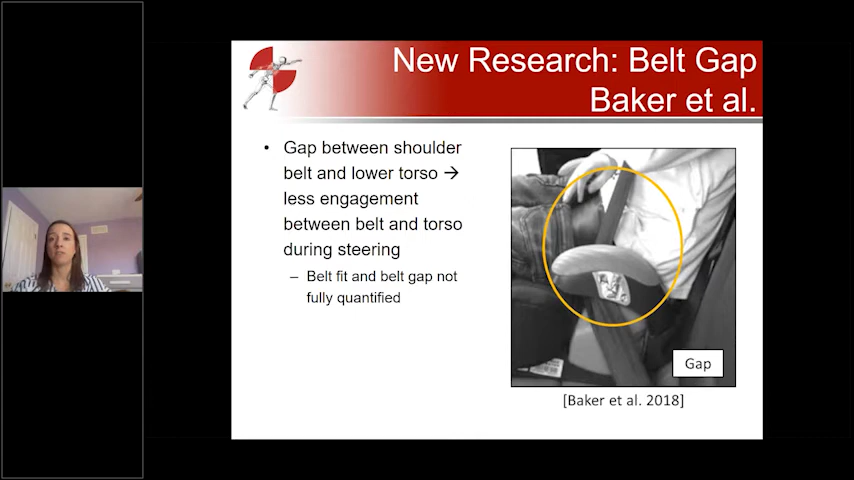 New Research: Belt Gap
Baker et al.
• Gap between shoulder
belt and lower torso →
less engagement
between belt and torso
during steering
– Belt fit and belt gap not
fully quantified
Gap
[Baker et al. 2018]